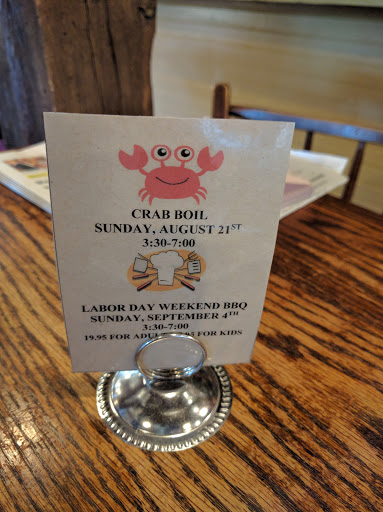 CRAB BOIL
SUNDAY, AUGUST 21ST
3:30-7:00
LABOR DAY WEEKEND BBQ
SUNDAY, SEPTEMBER 4TH
3:30-7:00
19.95 FOR FOR KIDS